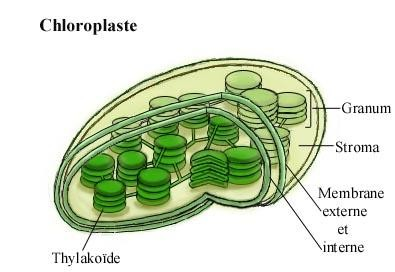 Chloroplaste
Granum
Stroma
Membrane
externe
et
interne
Thylakoïde